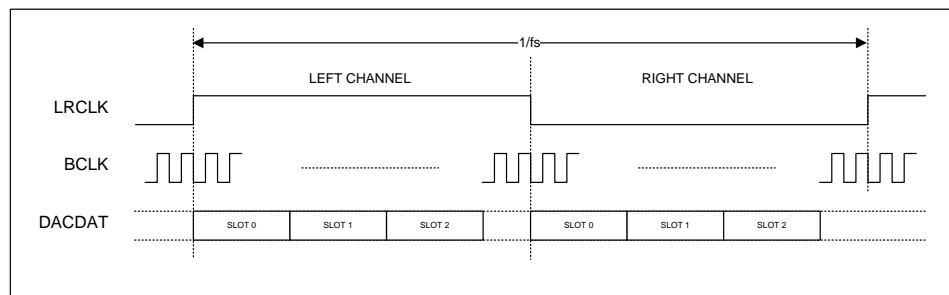 1/fs
LEFT CHANNEL RIGHT CHANNEL
LRCLK
BCLK
DACDAT SLOT 0 SLOT 1 SLOT 2 SLOT 0 SLOT 1 SLOT 2